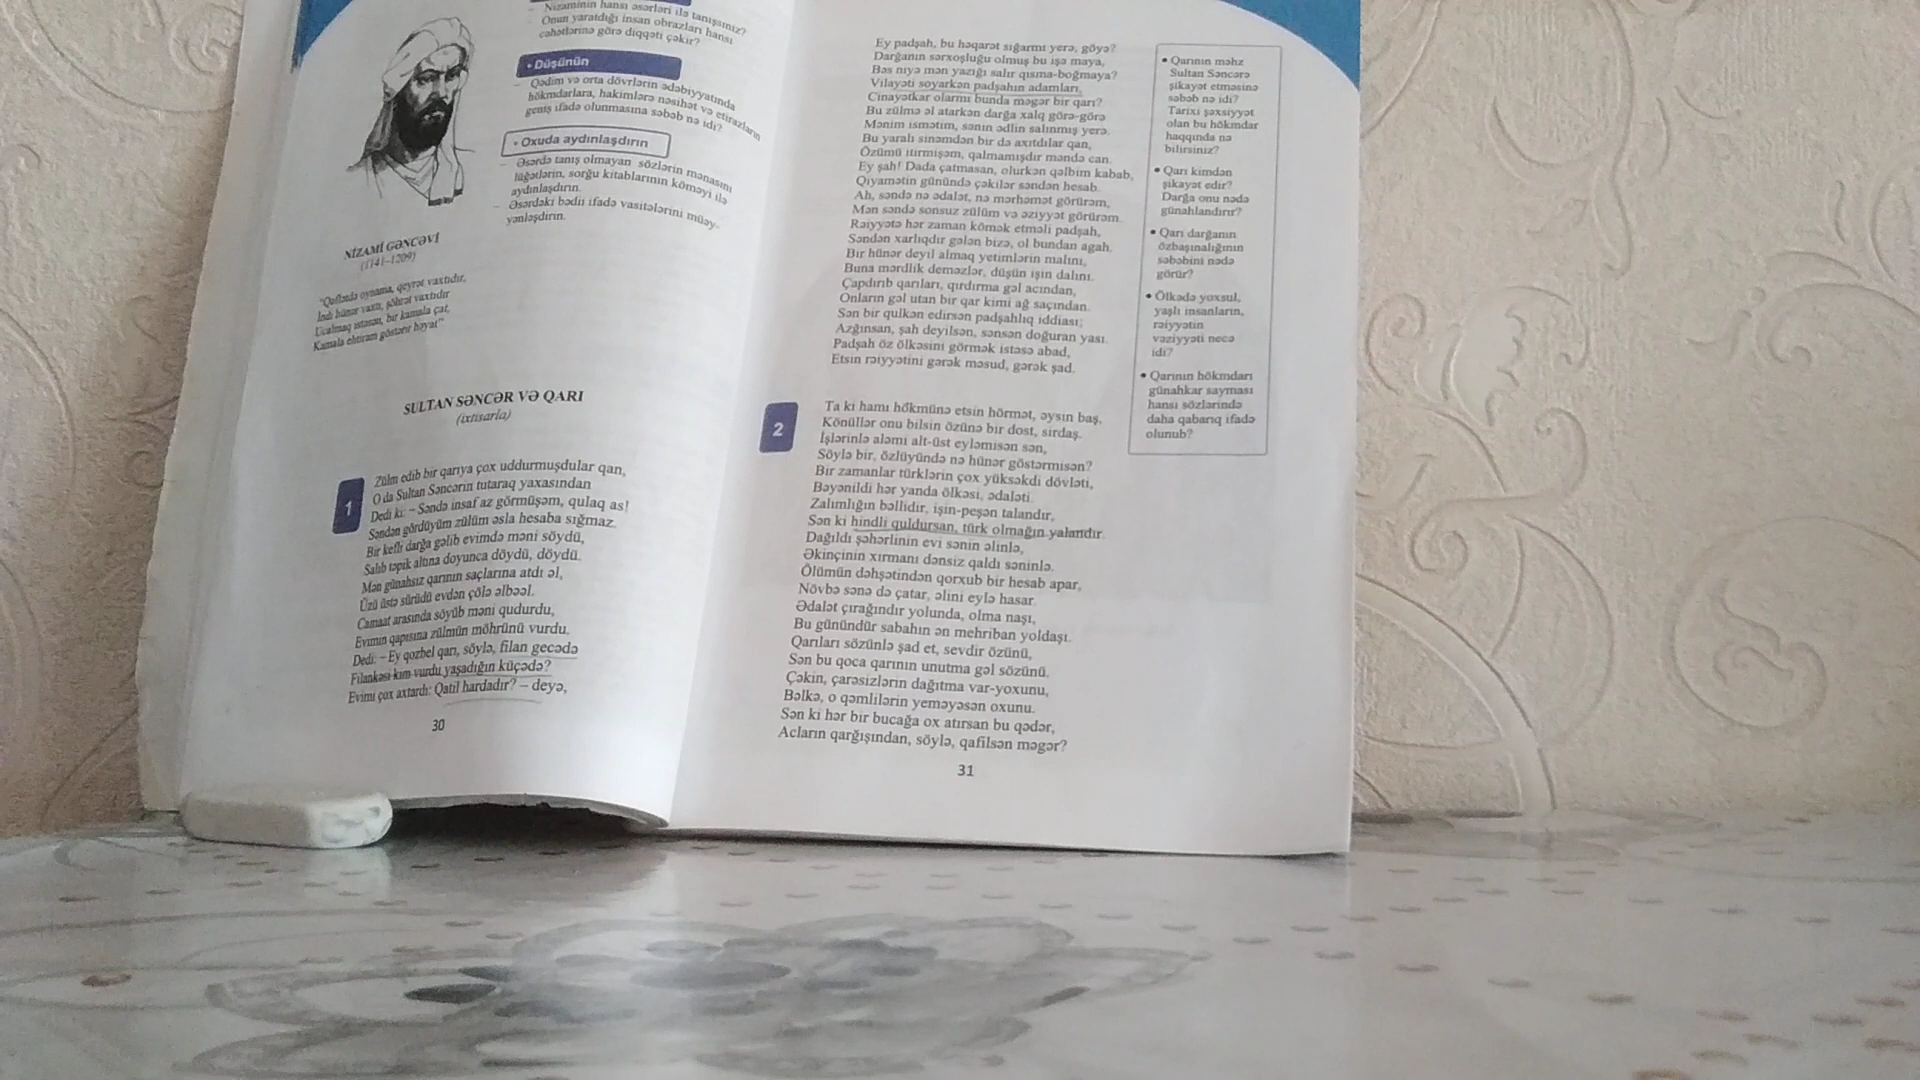 Nizaminin hansı əsərləri ilə tanışsınız?
– Onun yaratdığı insan obrazları hansı
cəhətlərinə görə diqqəti çəkir?
• Düşünün
– Qədim və orta dövrlərin ədəbiyyatında
hökmdarlara, hakimlərə nəsihət və etirazların
geniş ifadə olunmasına səbəb nə idi?
• Oxuda aydınlaşdırın
– Əsərdə tanış olmayan sözlərin mənasını
lüğətlərin, sorğu kitablarının köməyi ilə
aydınlaşdırın.
– Əsərdəki bədii ifadə vasitələrini müəy-
yənləşdirin.
NİZAMİ GƏNCƏVİ
(1141–1209)
"Qəflətdə oynama, qeyrət vaxtıdır,
İndi hünər vaxtı, şöhrət vaxtıdır
Ucalmaq istəsən, bir kamala çat,
Kamala ehtiram göstərir həyat"
SULTAN SƏNCƏR VƏ QARI
(ixtisarla)
1
Zülm edib bir qarıya çox uddurmuşdular qan,
O da Sultan Səncərin tutaraq yaxasından
Dedi ki: – Səndə insaf az görmüşəm, qulaq as!
Səndən gördüyüm zülüm əsla hesaba sığmaz.
Bir kefli darğa gəlib evimdə məni söydü,
Salıb təpik altına doyunca döydü, döydü.
Mən günahsız qarının saçlarına atdı əl,
Üzü üstə sürüdü evdən çölə əlbəəl.
Camaat arasında söyüb məni qudurdu,
Evimin qapısına zülmün möhrünü vurdu.
Dedi: – Ey qozbel qarı, söylə, filan gecədə
Filankəsi kim vurdu yaşadığın küçədə?
Evimi çox axtardı: Qatil hardadır? – deyə,
30
Ey padşah, bu həqarət sığarmı yerə, göyə?
Darğanın sərxoşluğu olmuş bu işə maya,
Bəs niyə mən yazığı salır qısma-boğmaya?
Vilayəti soyarkən padşahın adamları,
Cinayətkar olarmı bunda məgər bir qarı?
Bu zülmə əl atarkən darğa xalq görə-görə
Mənim ismətim, sənin ədlin salınmış yerə.
Bu yaralı sinəmdən bir də axıtdılar qan,
Özümü itirmişəm, qalmamışdır məndə can.
Ey şah! Dada çatmasan, olurkən qəlbim kabab,
Qiyamətin günündə çəkilər səndən hesab.
Ah, səndə nə ədalət, nə mərhəmət görürəm,
Mən səndə sonsuz zülüm və əziyyət görürəm.
Rəiyyətə hər zaman kömək etməli padşah,
Səndən xarlıqdır gələn bizə, ol bundan agah.
Bir hünər deyil almaq yetimlərin malını,
Buna mərdlik deməzlər, düşün işin dalını.
Çapdırıb qarıları, qırdırma gəl acından,
Onların gəl utan bir qar kimi ağ saçından.
Sən bir qulkən edirsən padşahlıq iddiası;
Azğınsan, şah deyilsən, sənsən doğuran yası.
Padşah öz ölkəsini görmək istəsə abad,
Etsin rəiyyətini gərək məsud, gərək şad.
2
Ta ki hamı hökmünə etsin hörmət, əysin baş,
Könüllər onu bilsin özünə bir dost, sirdaş.
İşlərinlə aləmi alt-üst eyləmisən sən,
Söylə bir, özlüyündə nə hünər göstərmisən?
Bir zamanlar türklərin çox yüksəkdi dövləti,
Bəyənildi hər yanda ölkəsi, ədaləti.
Zalımlığın bəllidir, işin-peşən talandır,
Sən ki hindli quldursan, türk olmağın yalandır.
Dağıldı şəhərlinin evi sənin əlinlə,
Əkinçinin xırmanı dənsiz qaldı səninlə.
Ölümün dəhşətindən qorxub bir hesab apar,
Növbə sənə də çatar, əlini eylə hasar.
Ədalət çırağındır yolunda, olma naşı,
Bu günündür sabahın ən mehriban yoldaşı.
Qarıları sözünlə şad et, sevdir özünü,
Sən bu qoca qarının unutma gəl sözünü.
Çəkin, çarəsizlərin dağıtma var-yoxunu,
Bəlkə, o qəmlilərin yeməyəsən oxunu.
Sən ki hər bir bucağa ox atırsan bu qədər,
Acların qarğışından, söylə, qafilsən məgər?
31
• Qarının məhz
Sultan Səncərə
şikayət etməsinə
səbəb nə idi?
Tarixi şəxsiyyət
olan bu hökmdar
haqqında nə
bilirsiniz?
• Qarı kimdən
şikayət edir?
Darğa onu nədə
günahlandırır?
• Qarı darğanın
özbaşınalığının
səbəbini nədə
görür?
• Ölkədə yoxsul,
yaşlı insanların,
rəiyyətin
vəziyyəti necə
idi?
• Qarının hökmdarı
günahkar sayması
hansı sözlərində
daha qabarıq ifadə
olunub?